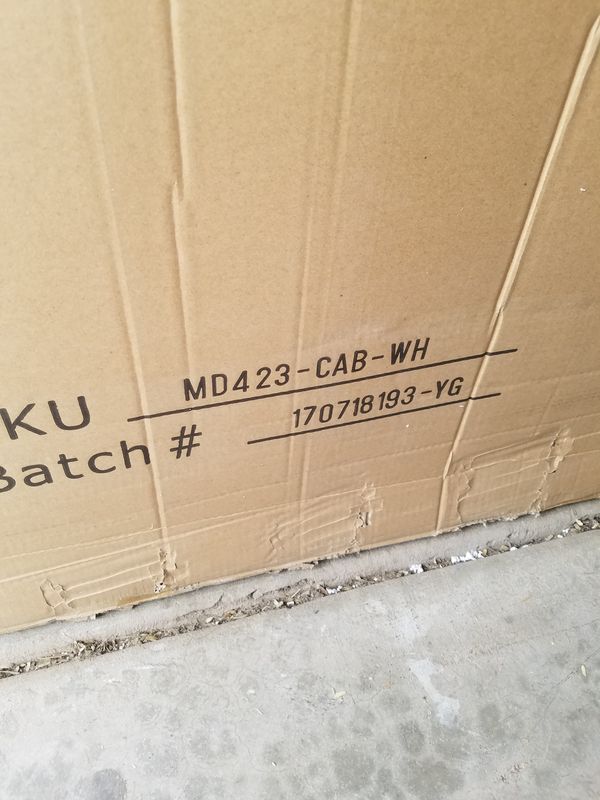 KU MD423-CAB-WH
Batch # 170718193-YG